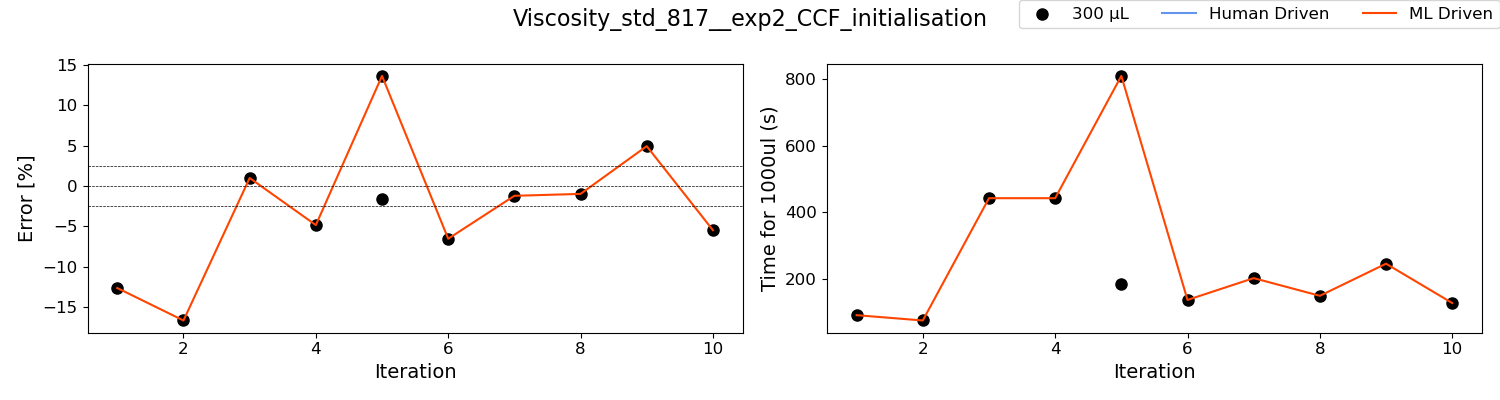 Viscosity_std_817__exp2_CCF_initialisation
300 µL
Human Driven
ML Driven
Error [%]
15
10
5
0
−5
−10
−15
2
4
6
8
10
Iteration
Time for 1000ul (s)
800
600
400
200
2
4
6
8
10
Iteration